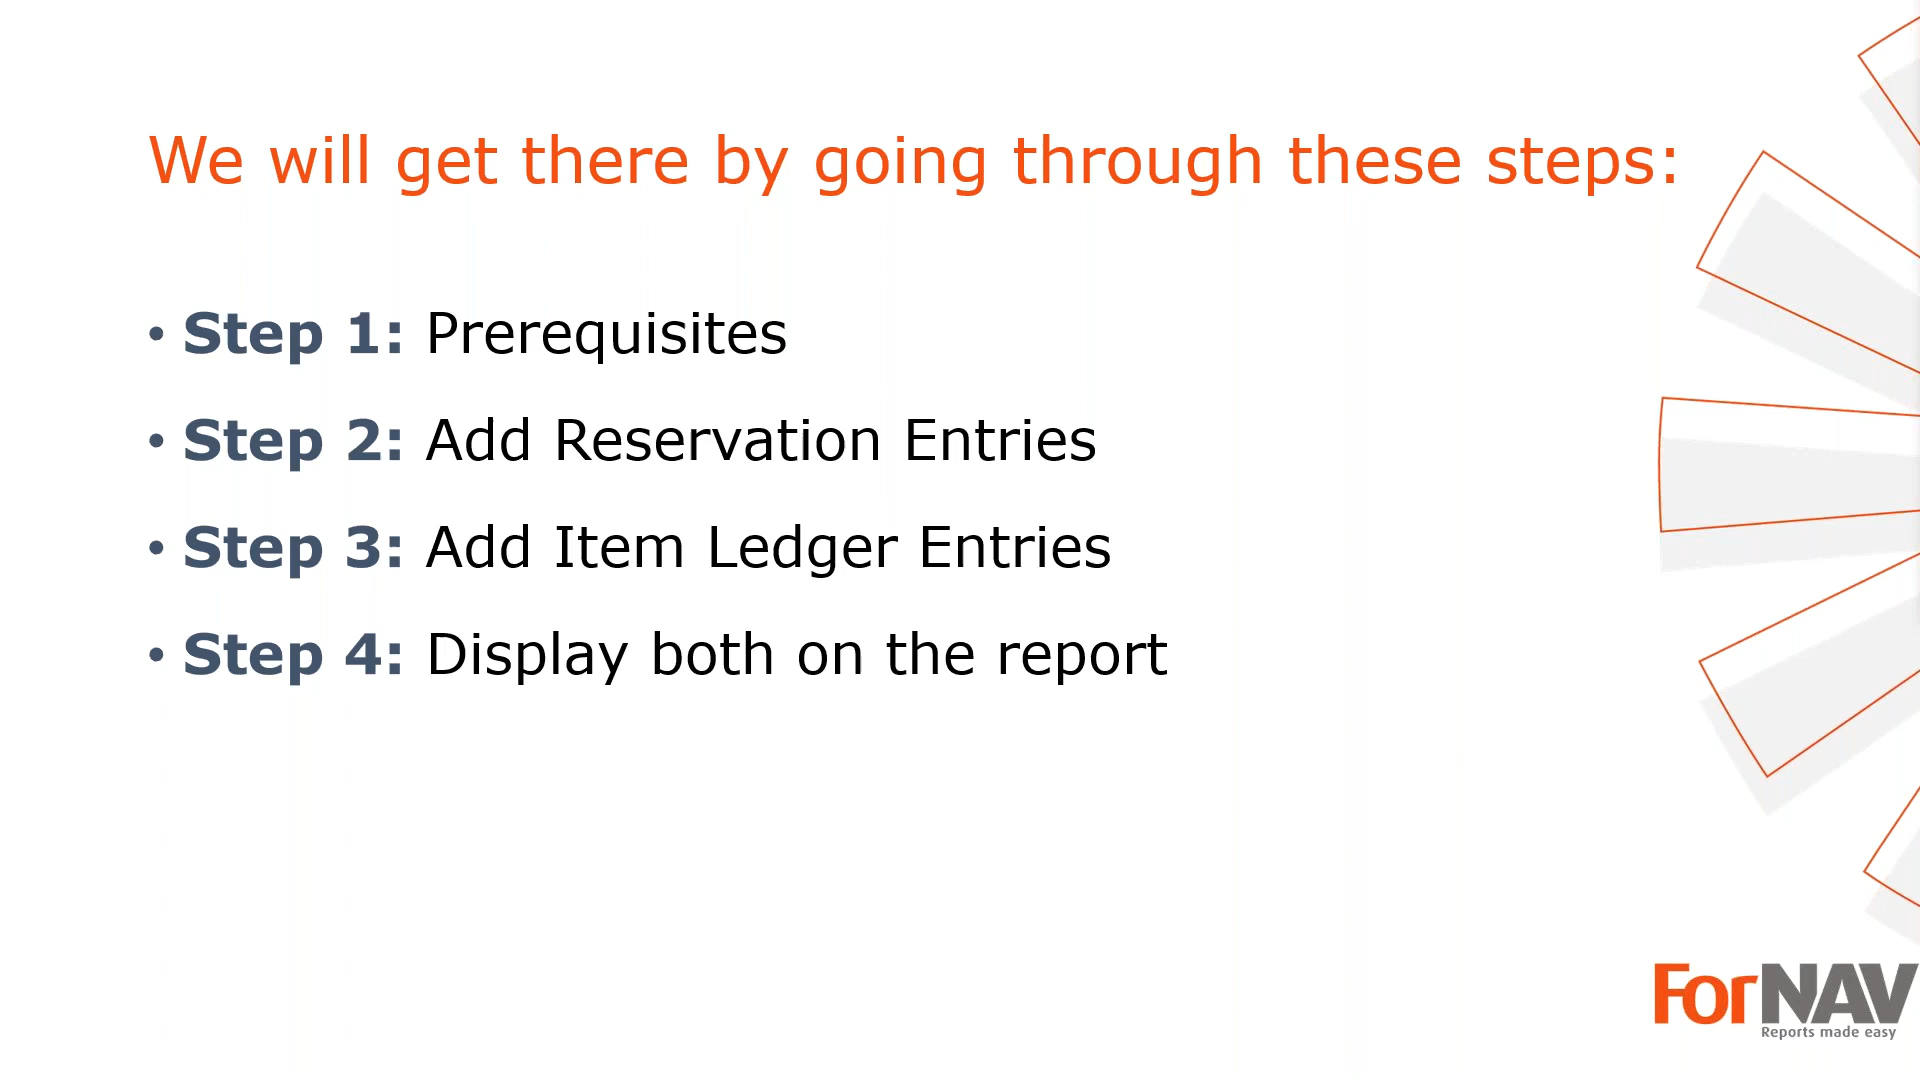 We will get there by going through these steps:
• Step 1: Prerequisites
• Step 2: Add Reservation Entries
• Step 3: Add Item Ledger Entries
• Step 4: Display both on the report
ForNAV
Reports made easy